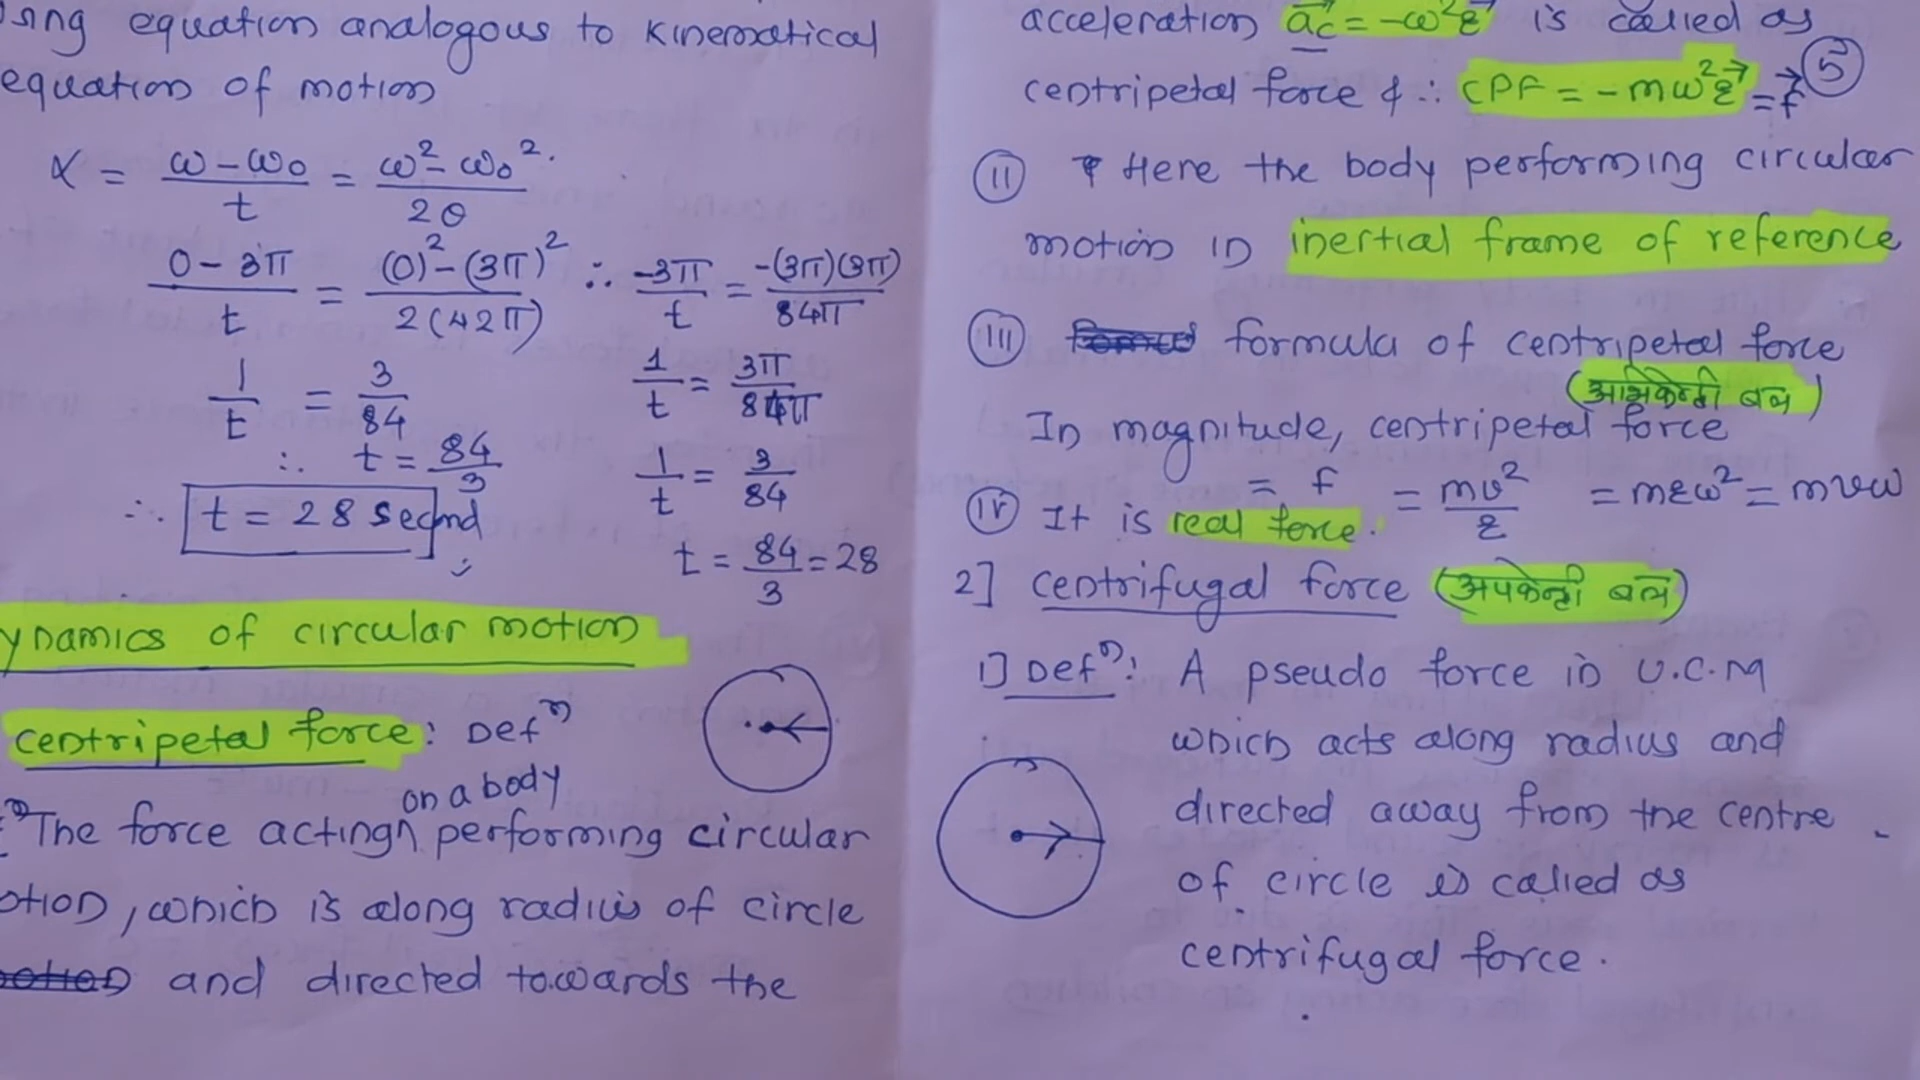 equation analogous to kinematical
equation of motion
α = ω - ω₀ / t = ω² - ω₀² / 2θ
0 - 3π / t = (0)² - (3π)² / 2(42π) ∴ -3π / t = -(3π)(3π) / 84π
1 / t = 3 / 84
1 / t = 3π / 84π
∴ t = 84 / 3
1 / t = 3 / 84
∴ t = 28 second
t = 84 / 3 = 28
ynamics of circular motion
centripetal force: Defⁿ
on a body
The force acting performing circular
otion, which is along radius of circle
and directed towards the
acceleration a⃗c = -ω²r⃗ is called as
5
centripetal force & ∴ CPF = -mω²r⃗ = f⃗
(ii) Here the body performing circular
motion in inertial frame of reference
(iii) formula of centripetal force
(अभिकेन्द्री बल)
In magnitude, centripetal force
= F = mv² / r = mrω² = mvω
(iv) It is real force.
2] centrifugal force (अपकेन्द्री बल)
1] Defⁿ: A pseudo force in U.C.M
which acts along radius and
directed away from the centre
of circle is called as
centrifugal force.